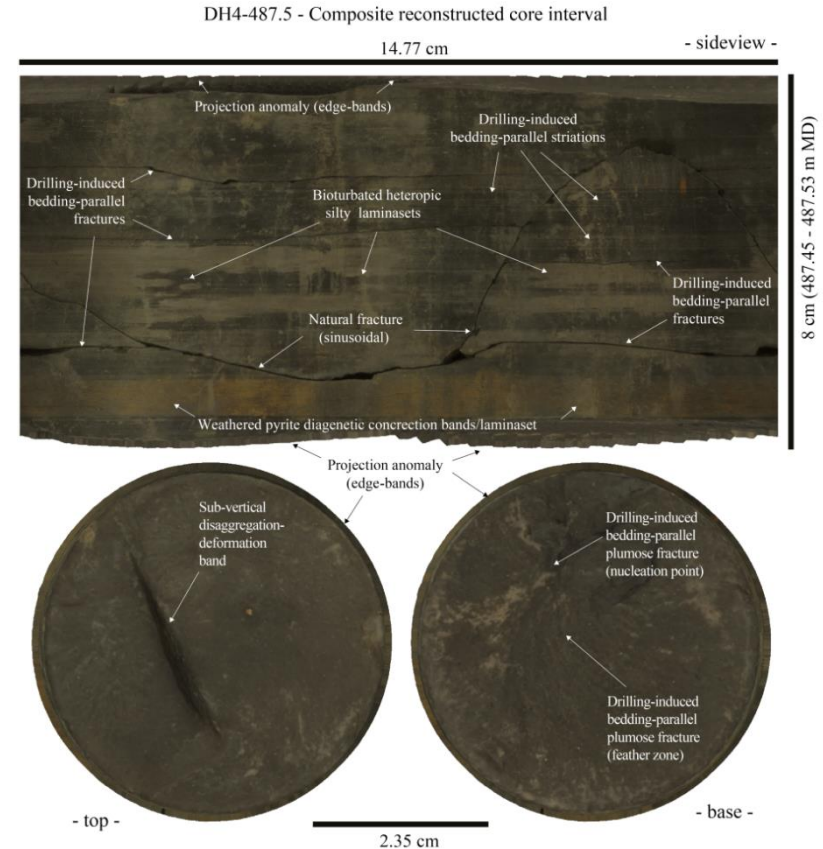 DH4-487.5 - Composite reconstructed core interval
14.77 cm
- sideview -
Projection anomaly (edge-bands)
Drilling-induced
bedding-parallel striations
Drilling-induced
bedding-parallel
fractures
Bioturbated heteropic
silty laminasets
Drilling-induced
bedding-parallel
fractures
Natural fracture
(sinusoidal)
Weathered pyrite diagenetic concrection bands/laminaset
8 cm (487.45 - 487.53 m MD)
Projection anomaly
(edge-bands)
Sub-vertical
disaggregation-
deformation
band
Drilling-induced
bedding-parallel
plumose fracture
(nucleation point)
Drilling-induced
bedding-parallel
plumose fracture
(feather zone)
- top -
- base -
2.35 cm